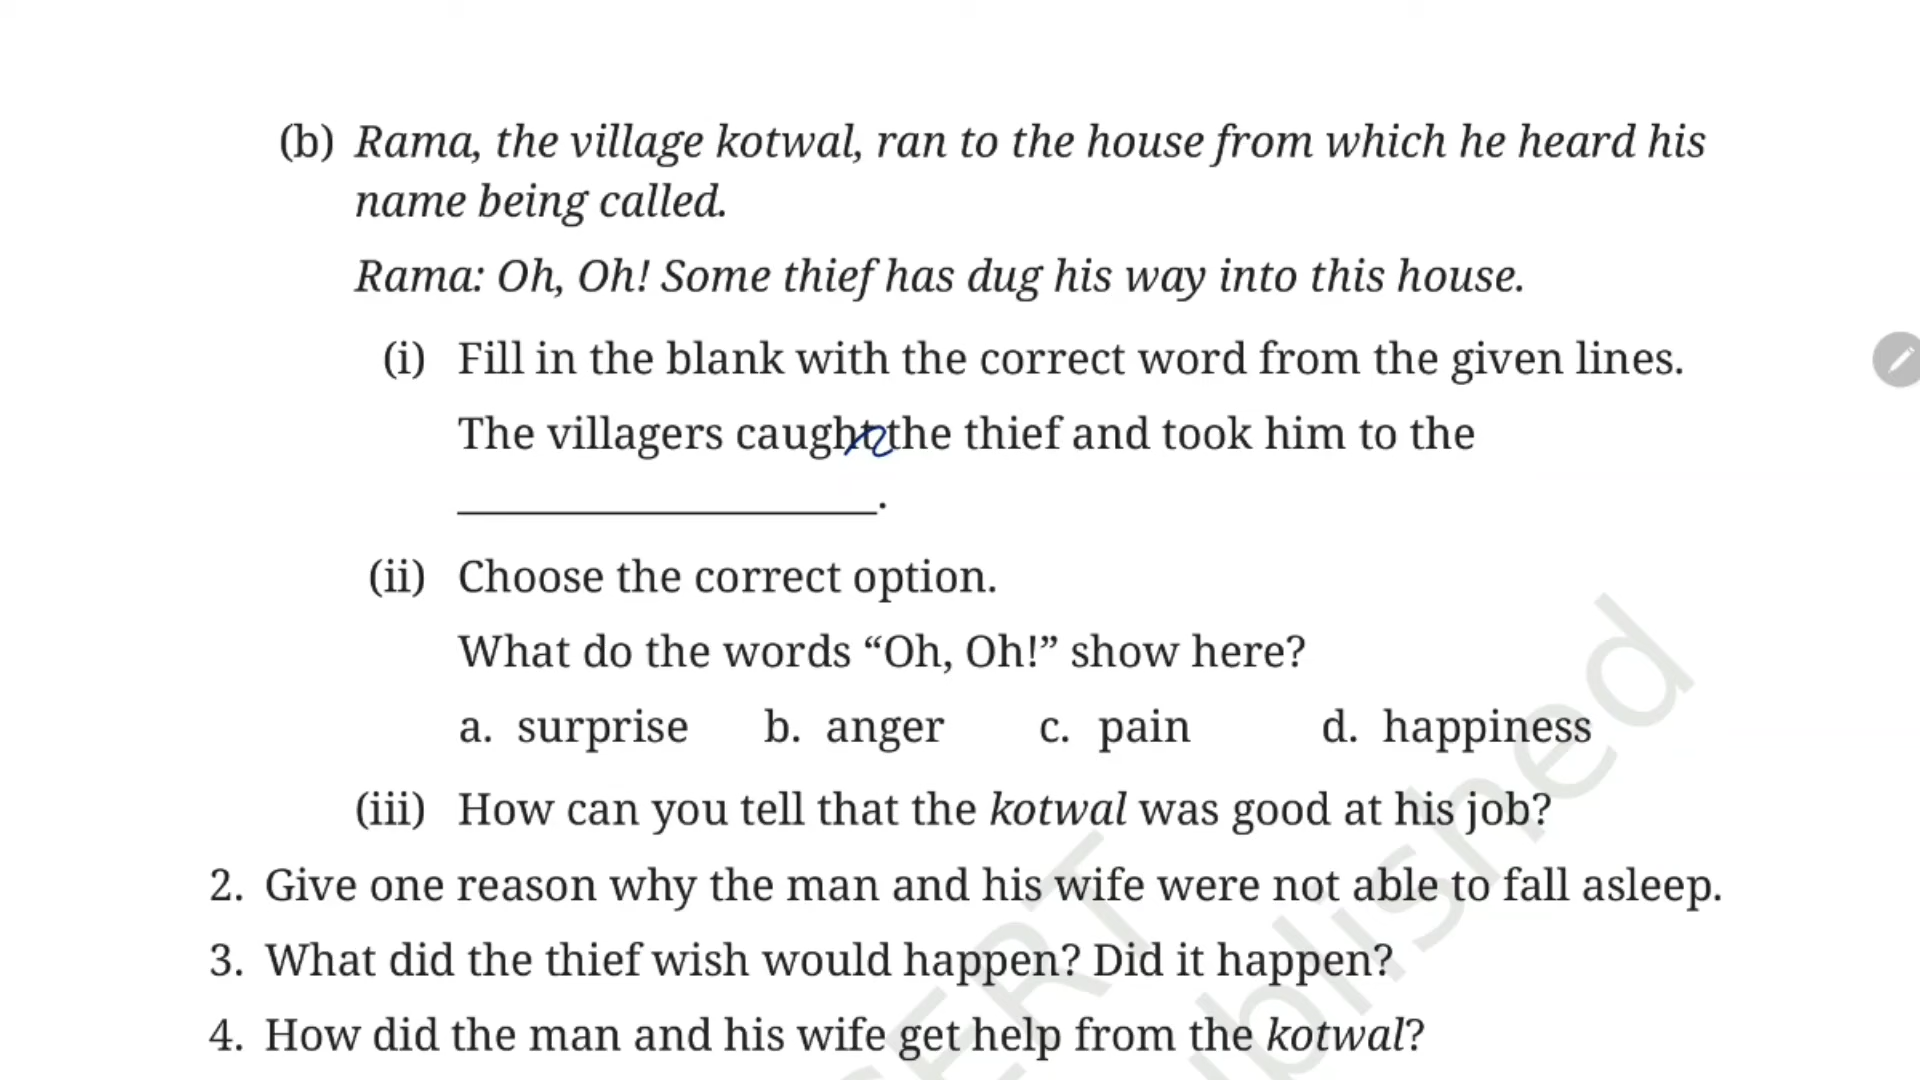 (b) Rama, the village kotwal, ran to the house from which he heard his
name being called.
Rama: Oh, Oh! Some thief has dug his way into this house.
(i) Fill in the blank with the correct word from the given lines.
The villagers caught the thief and took him to the
____________________.
(ii) Choose the correct option.
What do the words “Oh, Oh!” show here?
a. surprise b. anger c. pain d. happiness
(iii) How can you tell that the kotwal was good at his job?
2. Give one reason why the man and his wife were not able to fall asleep.
3. What did the thief wish would happen? Did it happen?
4. How did the man and his wife get help from the kotwal?